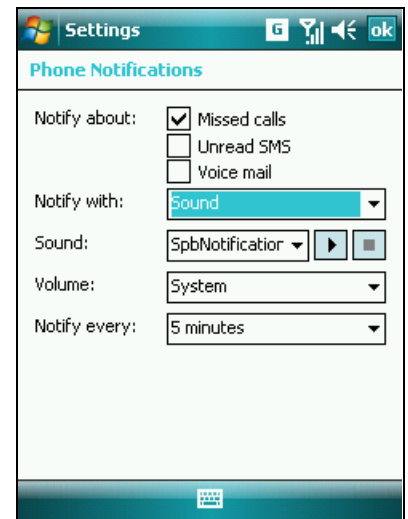 Settings G ok
Phone Notifications
Notify about: Missed calls
Unread SMS
Voice mail
Notify with: Sound
Sound: SpbNotification
Volume: System
Notify every: 5 minutes